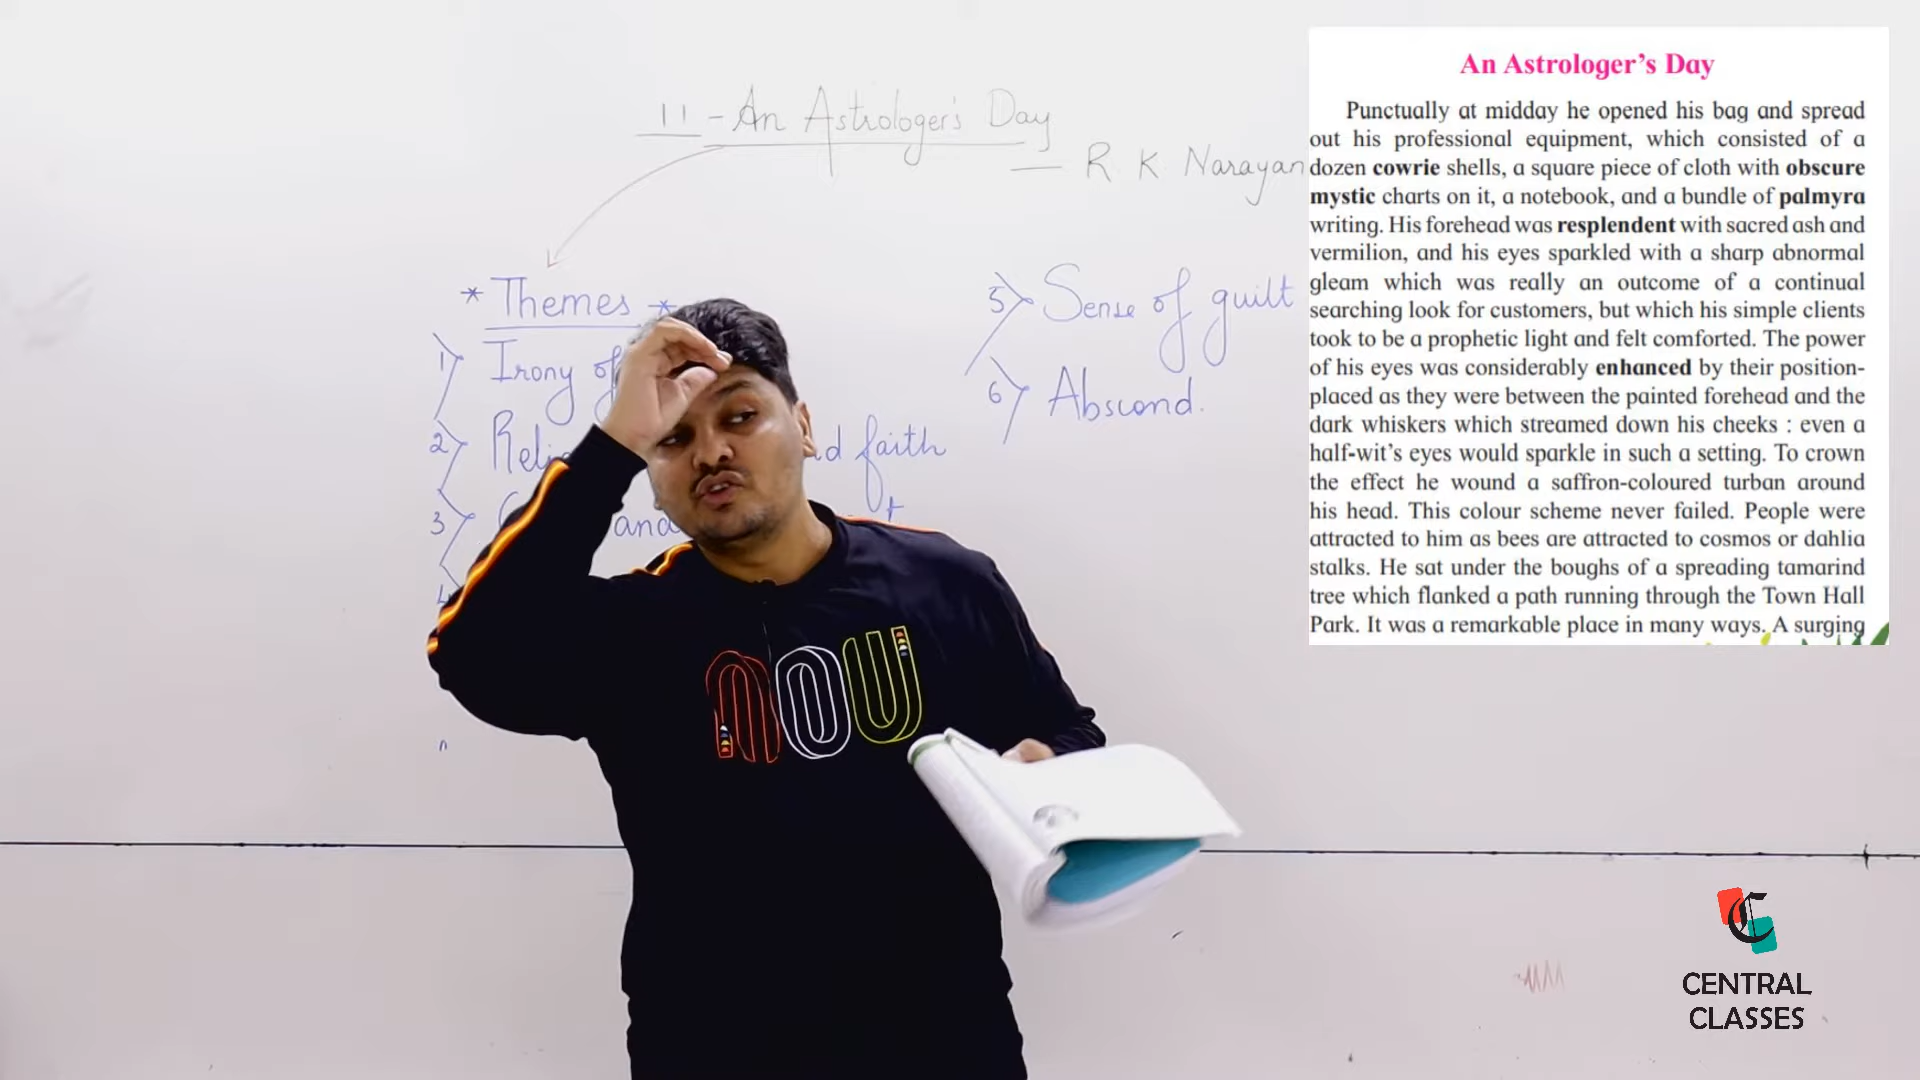 11 - An Astrologer's Day
— R K Narayan
* Themes *
1) Irony of
2) faith
3) and
4
5) Sense of guilt
6) Abscond.
NOU
An Astrologer's Day
Punctually at midday he opened his bag and spread
out his professional equipment, which consisted of a
dozen cowrie shells, a square piece of cloth with obscure
mystic charts on it, a notebook, and a bundle of palmyra
writing. His forehead was resplendent with sacred ash and
vermilion, and his eyes sparkled with a sharp abnormal
gleam which was really an outcome of a continual
searching look for customers, but which his simple clients
took to be a prophetic light and felt comforted. The power
of his eyes was considerably enhanced by their position-
placed as they were between the painted forehead and the
dark whiskers which streamed down his cheeks : even a
half-wit's eyes would sparkle in such a setting. To crown
the effect he wound a saffron-coloured turban around
his head. This colour scheme never failed. People were
attracted to him as bees are attracted to cosmos or dahlia
stalks. He sat under the boughs of a spreading tamarind
tree which flanked a path running through the Town Hall
Park. It was a remarkable place in many ways. A surging
CENTRAL
CLASSES